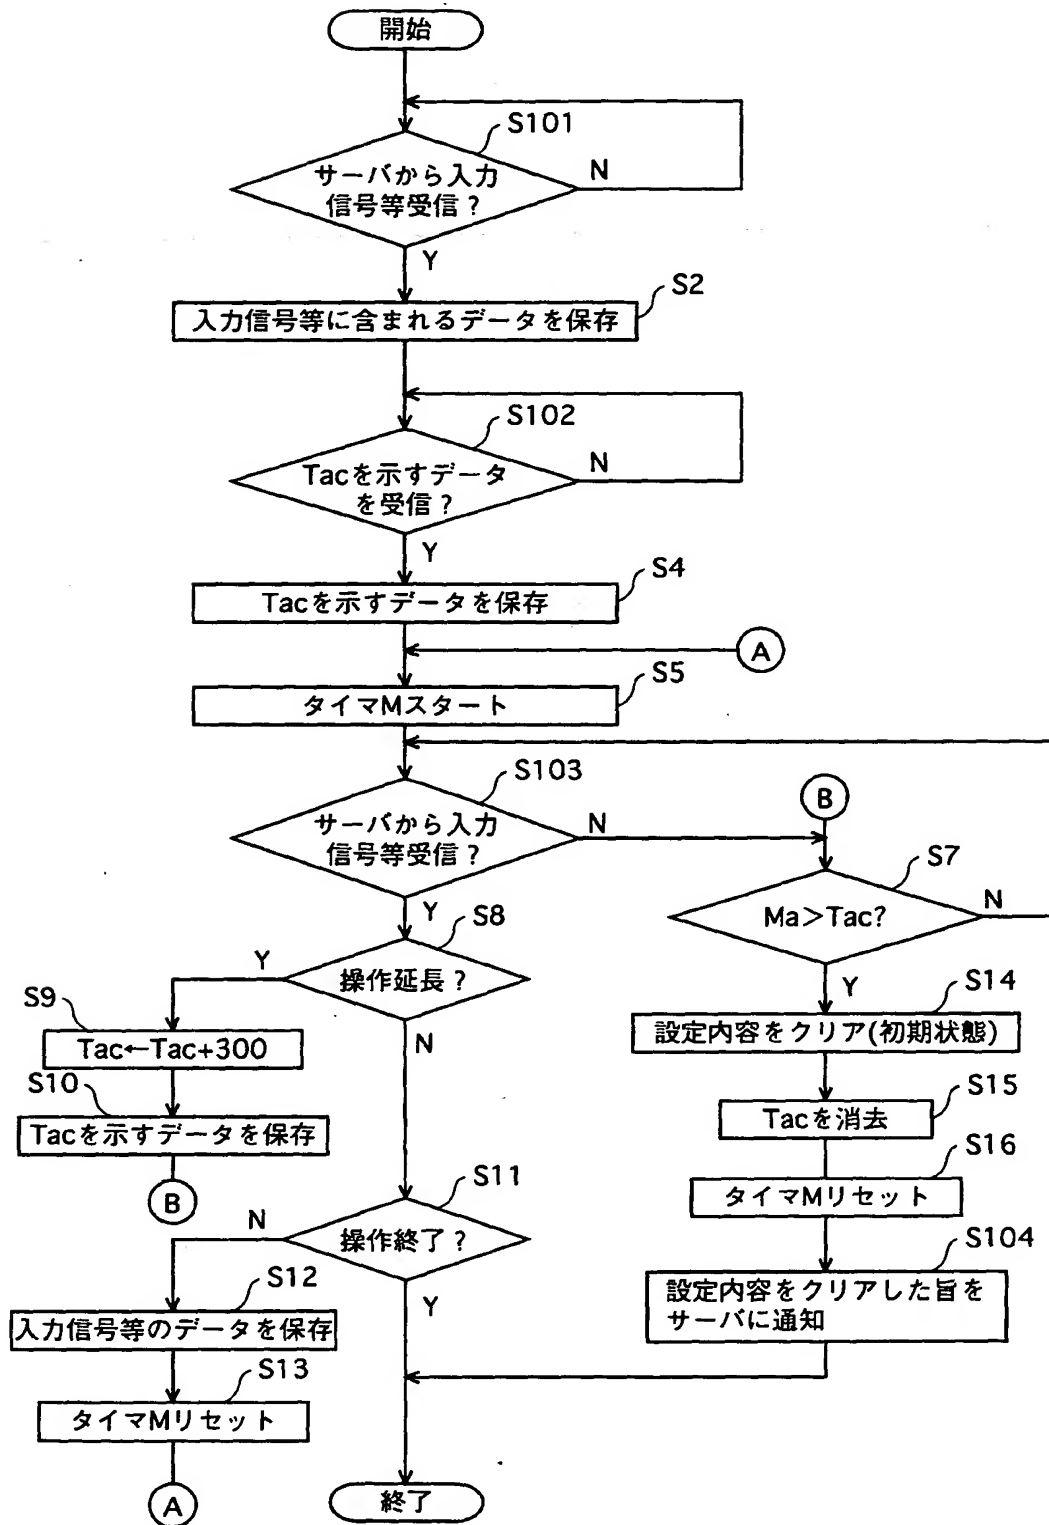 開始
S101
サーバから入力
信号等受信？
N
Y
S2
入力信号等に含まれるデータを保存
S102
Tacを示すデータ
を受信？
N
Y
S4
Tacを示すデータを保存
A
S5
タイマMスタート
S103
サーバから入力
信号等受信？
N
Y
B
S7
Ma>Tac?
N
Y
S8
操作延長？
Y
N
S9
Tac←Tac+300
S10
Tacを示すデータを保存
B
S14
設定内容をクリア(初期状態)
S15
Tacを消去
S16
タイマMリセット
S104
設定内容をクリアした旨を
サーバに通知
S11
操作終了？
N
Y
S12
入力信号等のデータを保存
S13
タイマMリセット
A
終了